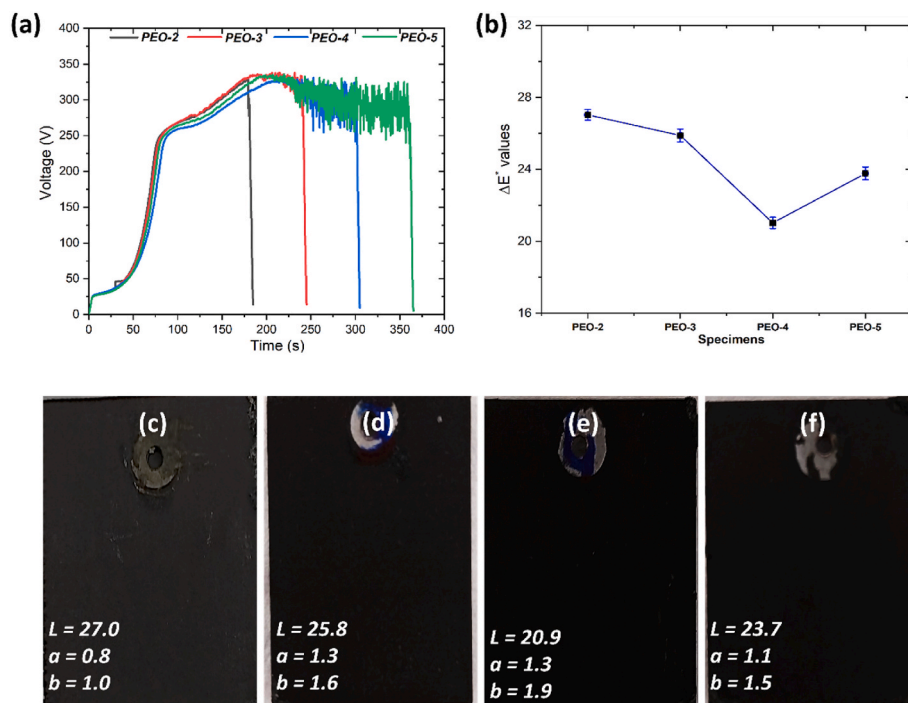 (a)
PEO-2 PEO-3 PEO-4 PEO-5
400
350
300
250
200
150
100
50
0
Voltage (V)
0 50 100 150 200 250 300 350 400
Time (s)
(b)
32
28
24
20
16
ΔE* values
PEO-2 PEO-3 PEO-4 PEO-5
Specimens
(c)
L = 27.0
a = 0.8
b = 1.0
(d)
L = 25.8
a = 1.3
b = 1.6
(e)
L = 20.9
a = 1.3
b = 1.9
(f)
L = 23.7
a = 1.1
b = 1.5